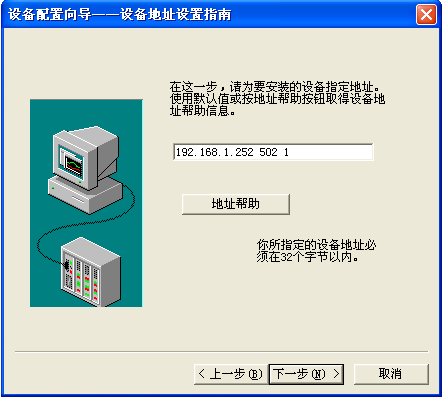 设备配置向导——设备地址设置指南
在这一步，请为要安装的设备指定地址。
使用默认值或按地址帮助按钮取得设备地
址帮助信息。
192.168.1.252 502 1
地址帮助
你所指定的设备地址必
须在32个字节以内。
< 上一步(B)
下一步(N) >
取消